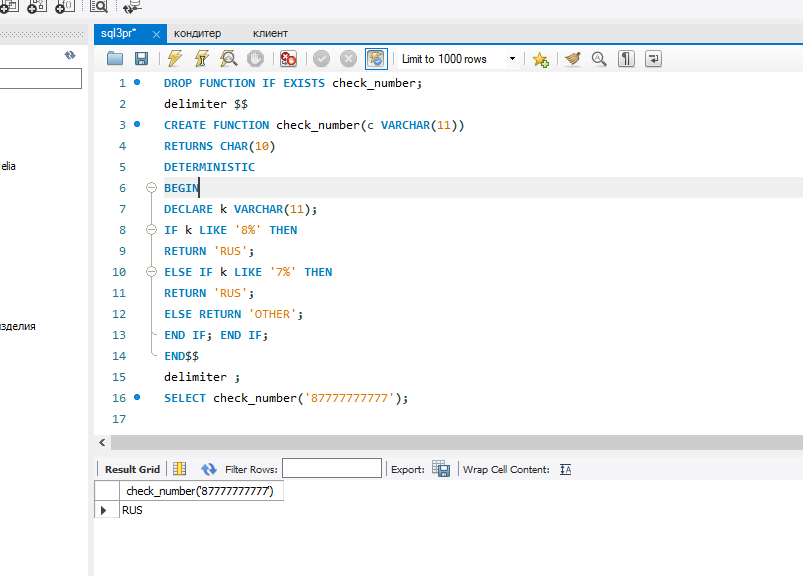 sql3pr* × кондитер клиент
Limit to 1000 rows
1 DROP FUNCTION IF EXISTS check_number;
2 delimiter $$
3 CREATE FUNCTION check_number(c VARCHAR(11))
4 RETURNS CHAR(10)
5 DETERMINISTIC
6 BEGIN
7 DECLARE k VARCHAR(11);
8 IF k LIKE '8%' THEN
9 RETURN 'RUS';
10 ELSE IF k LIKE '7%' THEN
11 RETURN 'RUS';
12 ELSE RETURN 'OTHER';
13 END IF; END IF;
14 END$$
15 delimiter ;
16 SELECT check_number('87777777777');
17
elia
изделия
Result Grid Filter Rows: Export: Wrap Cell Content:
check_number('87777777777')
RUS